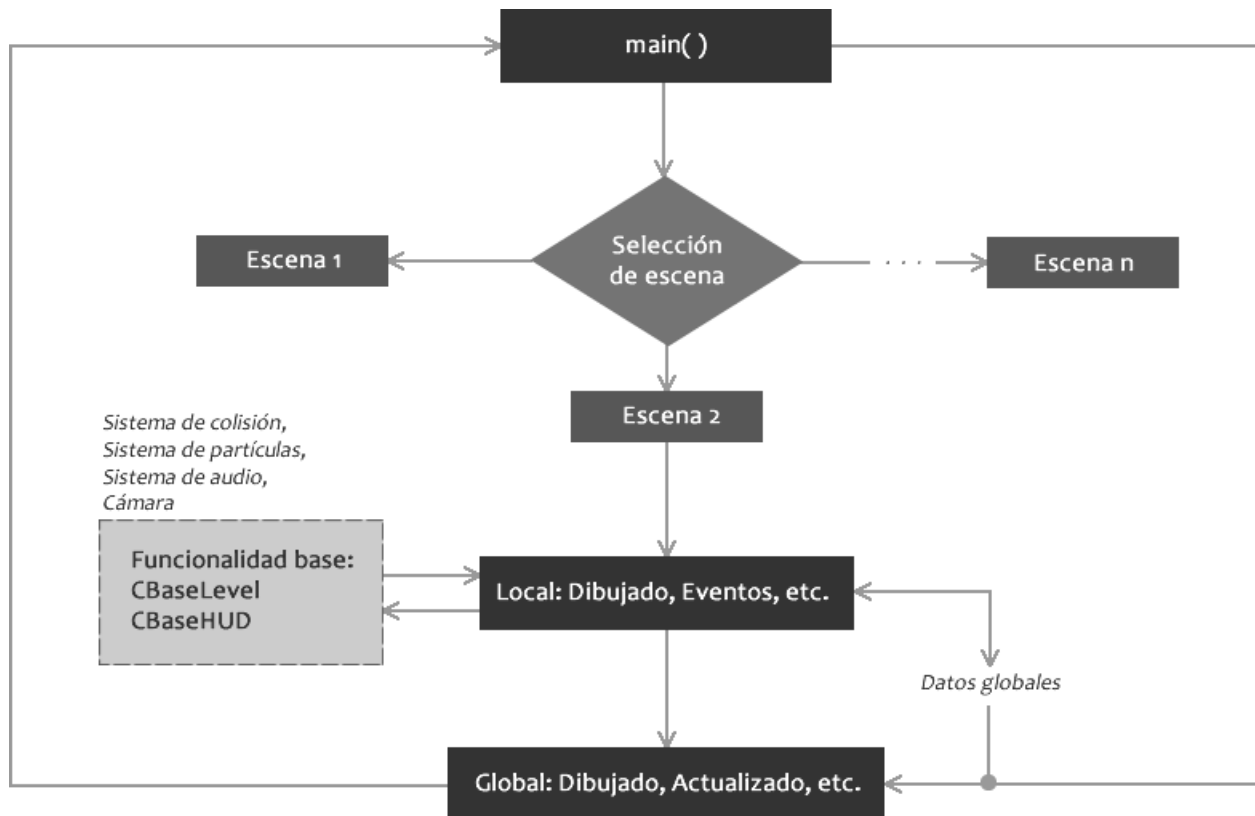 main( )
Selección
de escena
Escena 1
Escena n
Escena 2
Sistema de colisión,
Sistema de partículas,
Sistema de audio,
Cámara
Funcionalidad base:
CBaseLevel
CBaseHUD
Local: Dibujado, Eventos, etc.
Datos globales
Global: Dibujado, Actualizado, etc.